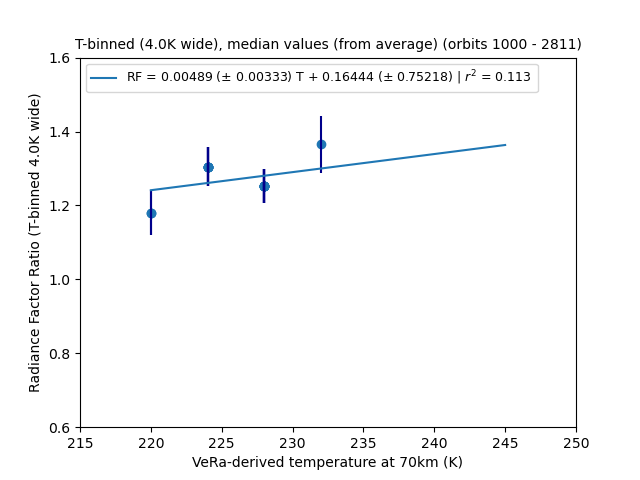 T-binned (4.0K wide), median values (from average) (orbits 1000 - 2811)
RF = 0.00489 (± 0.00333) T + 0.16444 (± 0.75218) | r² = 0.113
Radiance Factor Ratio (T-binned 4.0K wide)
1.6
1.4
1.2
1.0
0.8
0.6
215 220 225 230 235 240 245 250
VeRa-derived temperature at 70km (K)